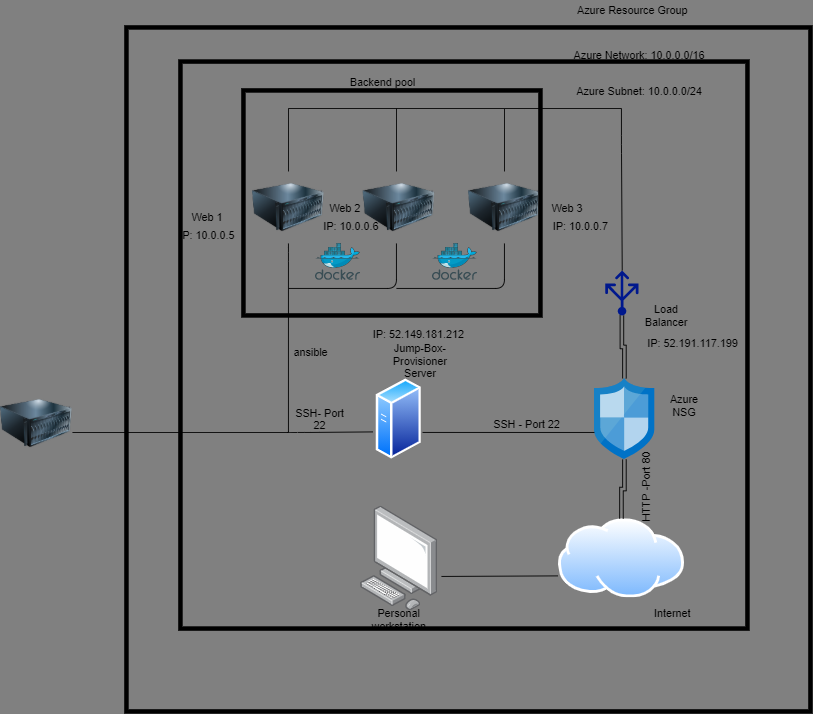 Azure Resource Group
Azure Network: 10.0.0.0/16
Backend pool
Azure Subnet: 10.0.0.0/24
Web 1
P: 10.0.0.5
Web 2
IP: 10.0.0.6
Web 3
IP: 10.0.0.7
docker
docker
Load
Balancer
IP: 52.191.117.199
IP: 52.149.181.212
Jump-Box-
Provisioner
Server
ansible
Azure
NSG
SSH- Port
22
SSH - Port 22
HTTP -Port 80
Personal
workstation
Internet